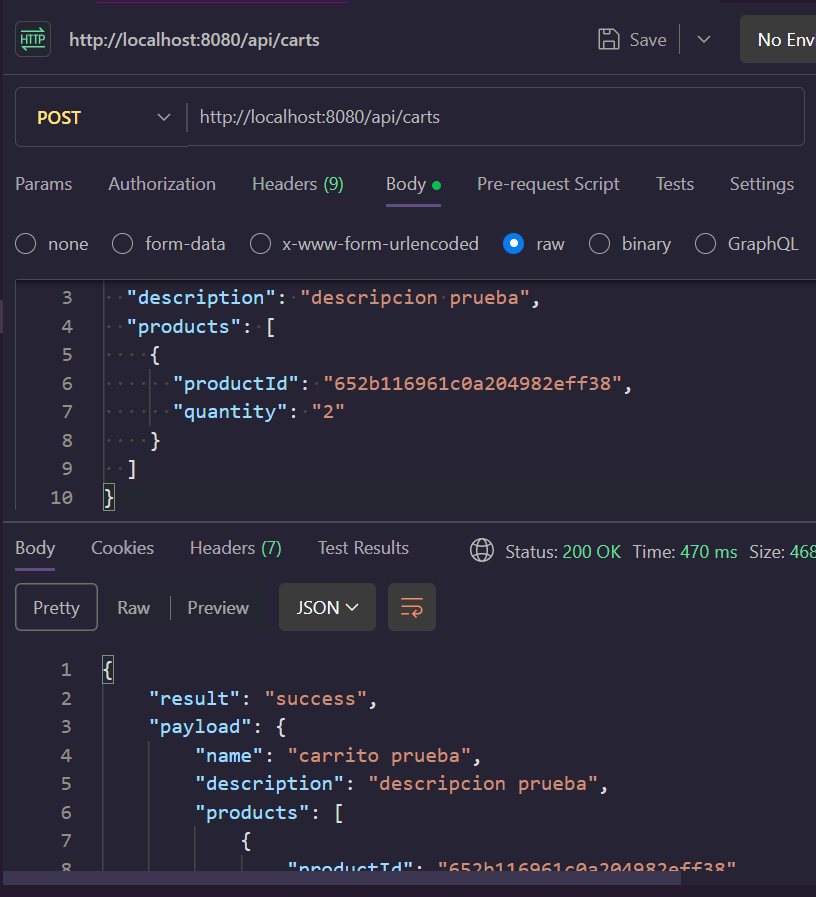 HTTP http://localhost:8080/api/carts Save No Env
POST http://localhost:8080/api/carts
Params Authorization Headers (9) Body Pre-request Script Tests Settings
none form-data x-www-form-urlencoded raw binary GraphQL
3 "description": "descripcion prueba",
4 "products": [
5 {
6 "productId": "652b116961c0a204982eff38",
7 "quantity": "2"
8 }
9 ]
10 }
Body Cookies Headers (7) Test Results Status: 200 OK Time: 470 ms Size: 468
Pretty Raw Preview JSON
1 {
2 "result": "success",
3 "payload": {
4 "name": "carrito prueba",
5 "description": "descripcion prueba",
6 "products": [
7 {
8 "productId": "652b116961c0a204982eff38"